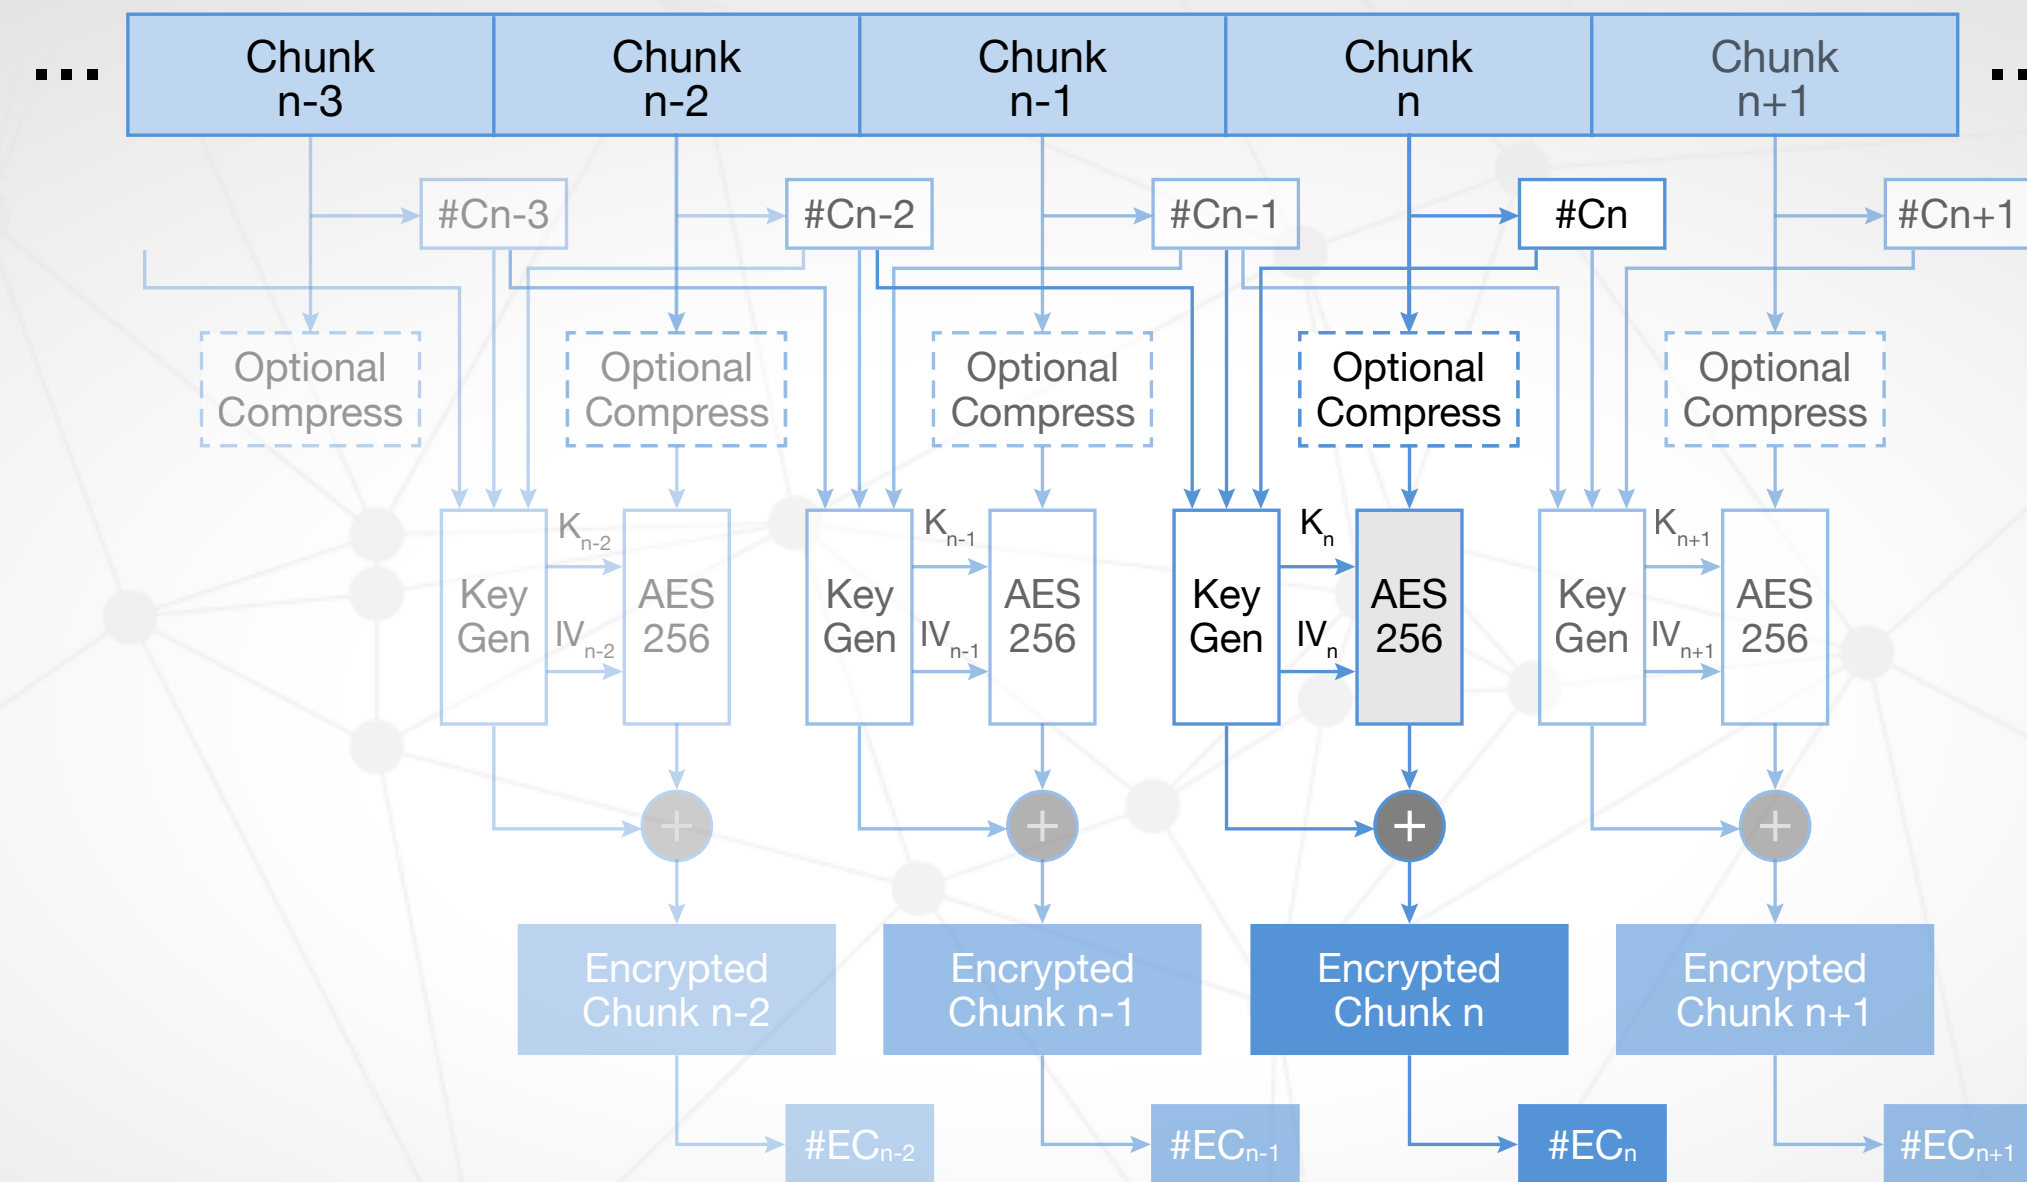 ... Chunk n-3 Chunk n-2 Chunk n-1 Chunk n Chunk n+1 ..
#Cn-3 #Cn-2 #Cn-1 #Cn #Cn+1
Optional Compress Optional Compress Optional Compress Optional Compress Optional Compress
Key Gen
Kn-2
IVn-2
AES 256
Key Gen
Kn-1
IVn-1
AES 256
Key Gen
Kn
IVn
AES 256
Key Gen
Kn+1
IVn+1
AES 256
+ + + +
Encrypted Chunk n-2
Encrypted Chunk n-1
Encrypted Chunk n
Encrypted Chunk n+1
#ECn-2 #ECn-1 #ECn #ECn+1